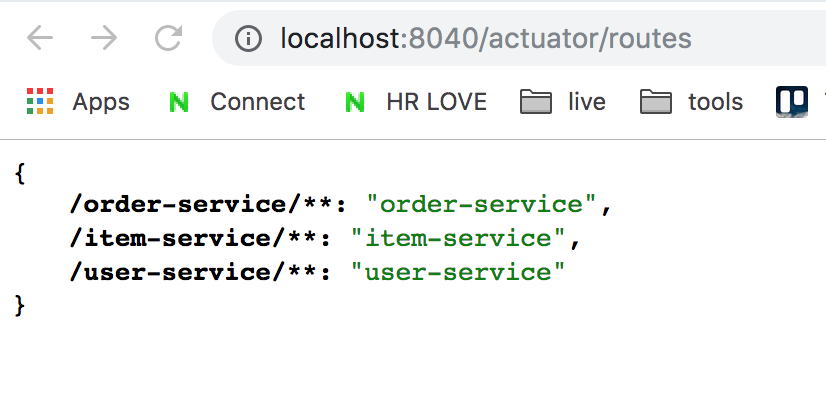 localhost:8040/actuator/routes
Apps Connect HR LOVE live tools
{
/order-service/**: "order-service",
/item-service/**: "item-service",
/user-service/**: "user-service"
}